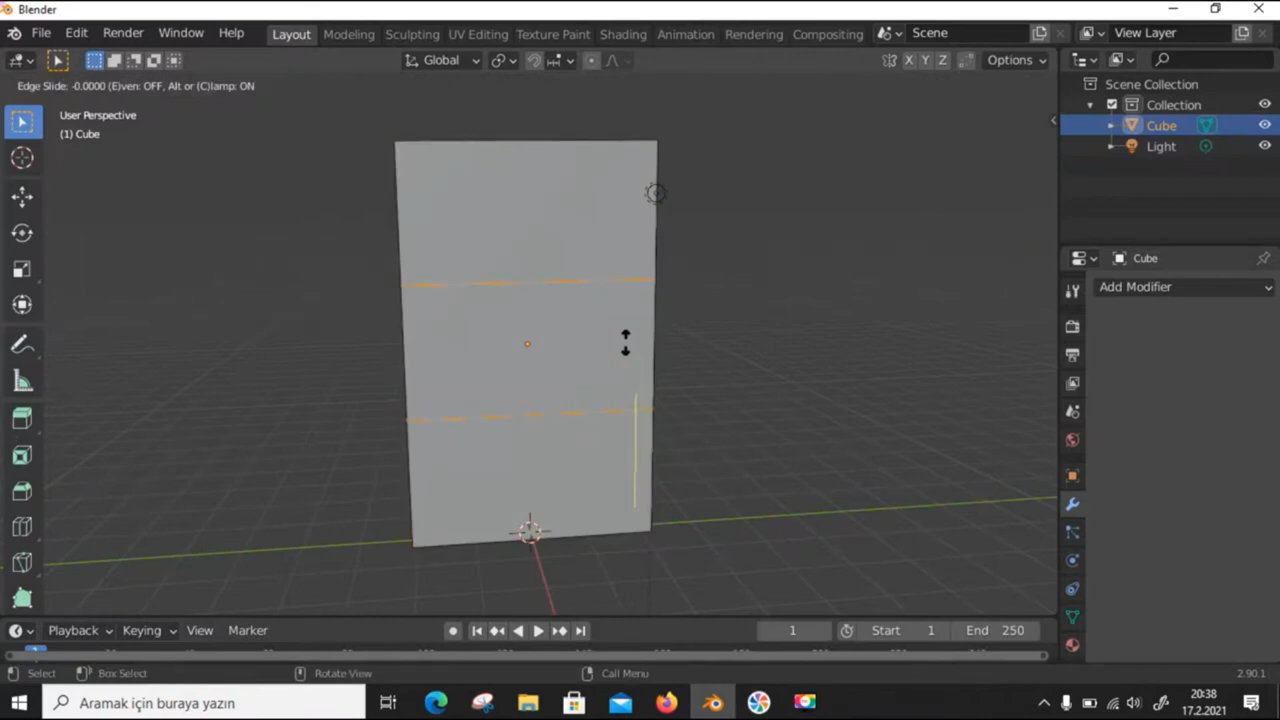 Blender
File Edit Render Window Help Layout Modeling Sculpting UV Editing Texture Paint Shading Animation Rendering Compositing Scene View Layer
Global X Y Z Options
Edge Slide: -0.0000 (E)ven: OFF, Alt or (C)lamp: ON
User Perspective
(1) Cube
Scene Collection
Collection
Cube
Light
Cube
Add Modifier
Playback Keying View Marker 1 Start 1 End 250
Select Box Select Rotate View Call Menu 2.90.1
Aramak için buraya yazın
20:38
17.2.2021